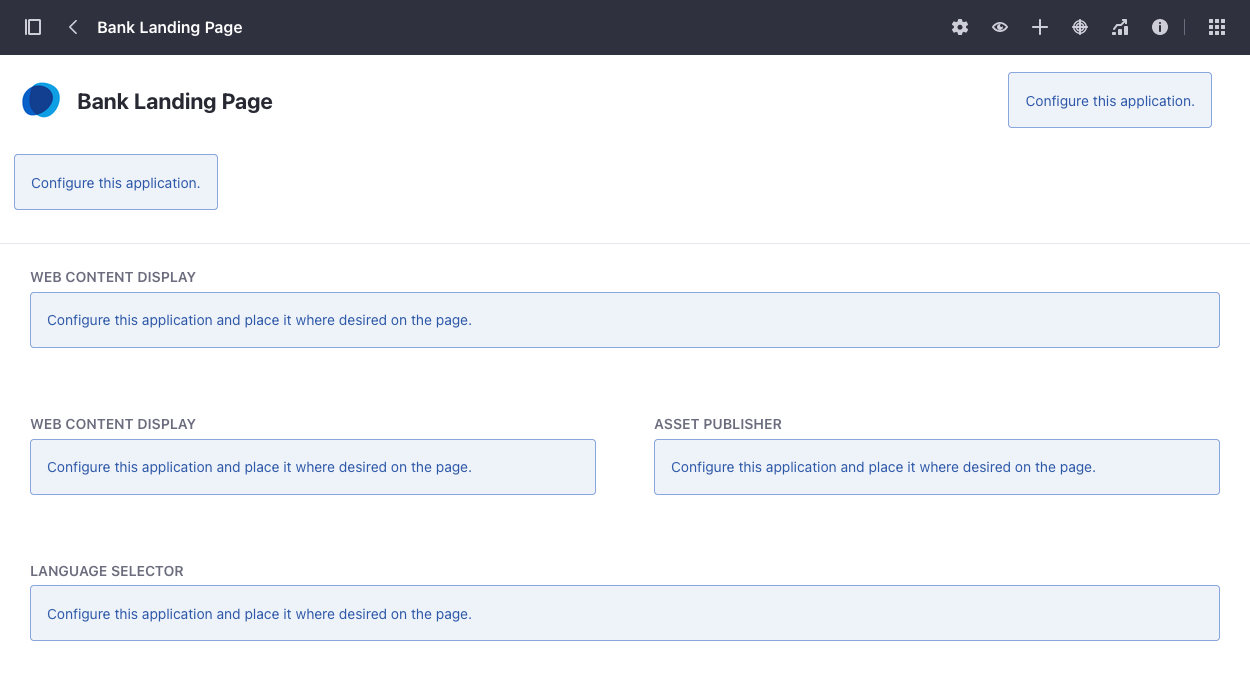 Bank Landing Page
Bank Landing Page
Configure this application.
Configure this application.
WEB CONTENT DISPLAY
Configure this application and place it where desired on the page.
WEB CONTENT DISPLAY
Configure this application and place it where desired on the page.
ASSET PUBLISHER
Configure this application and place it where desired on the page.
LANGUAGE SELECTOR
Configure this application and place it where desired on the page.